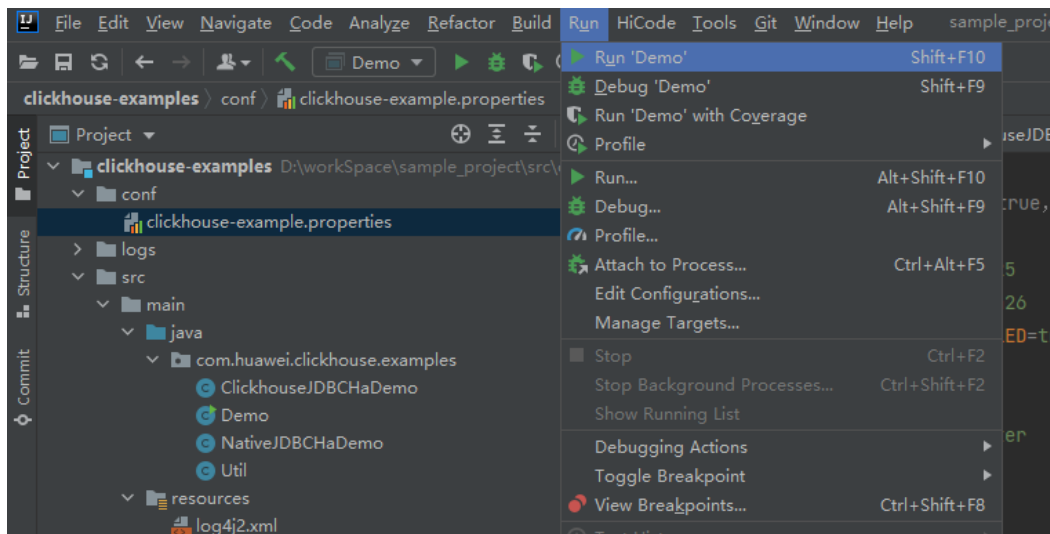 File Edit View Navigate Code Analyze Refactor Build Run HiCode Tools Git Window Help
Demo
clickhouse-examples conf clickhouse-example.properties
Project
Project
Structure
Commit
clickhouse-examples D:\workSpace\sample_project\src\
conf
clickhouse-example.properties
logs
src
main
java
com.huawei.clickhouse.examples
ClickhouseJDBCHaDemo
Demo
NativeJDBCHaDemo
Util
resources
log4j2.xml
Run 'Demo' Shift+F10
Debug 'Demo' Shift+F9
Run 'Demo' with Coverage
Profile
Run... Alt+Shift+F10
Debug... Alt+Shift+F9
Profile...
Attach to Process... Ctrl+Alt+F5
Edit Configurations...
Manage Targets...
Stop Ctrl+F2
Stop Background Processes... Ctrl+Shift+F2
Show Running List
Debugging Actions
Toggle Breakpoint
View Breakpoints... Ctrl+Shift+F8
26
ED=t
er